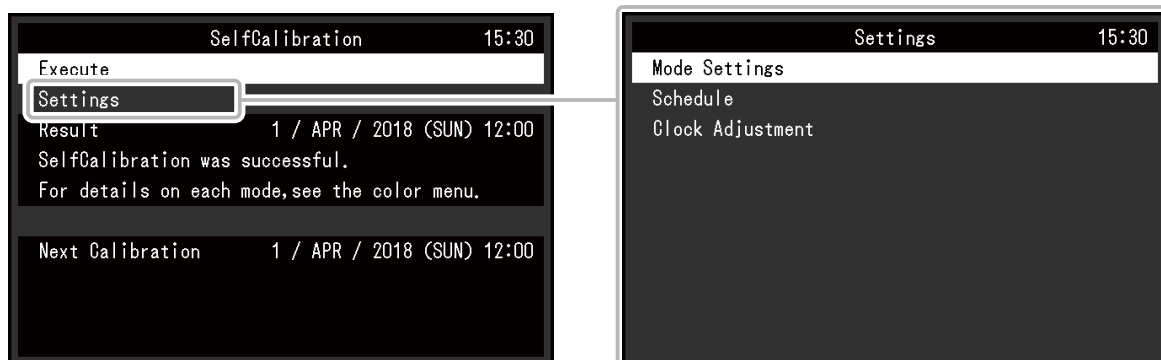 SelfCalibration 15:30
Execute
Settings
Result 1 / APR / 2018 (SUN) 12:00
SelfCalibration was successful.
For details on each mode,see the color menu.
Next Calibration 1 / APR / 2018 (SUN) 12:00
Settings 15:30
Mode Settings
Schedule
Clock Adjustment